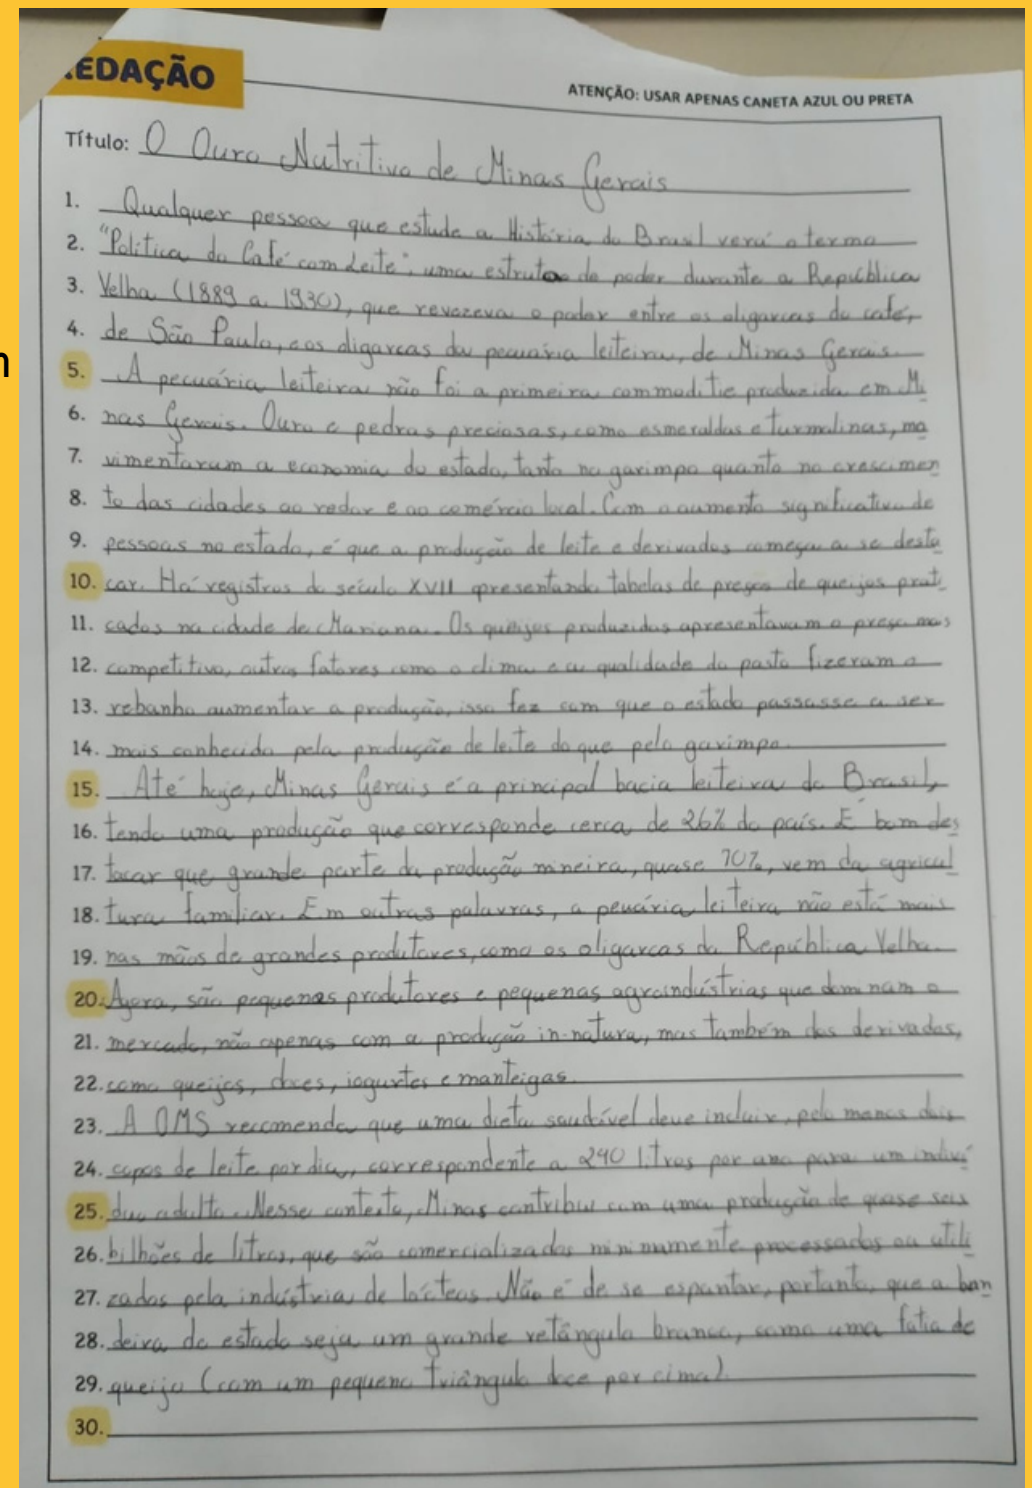 n
REDAÇÃO
ATENÇÃO: USAR APENAS CANETA AZUL OU PRETA
Título: O Ouro Nutritivo de Minas Gerais
1. Qualquer pessoa que estude a História do Brasil verá o termo
2. "Política do Café com Leite", uma estrutura de poder durante a República
3. Velha (1889 a 1930), que revezava o poder entre os oligarcas do café,
4. de São Paulo, e os oligarcas da pecuária leiteira, de Minas Gerais.
5. A pecuária leiteira não foi a primeira commoditie produzida em Mi
6. nas Gerais. Ouro e pedras preciosas, como esmeraldas e turmalinas, mo
7. vimentaram a economia do estado, tanto no garimpo quanto no crescimen
8. to das cidades ao redor e ao comércio local. Com o aumento significativo de
9. pessoas no estado, é que a produção de leite e derivados começa a se desta
10. car. Há registros do século XVII apresentando tabelas de preços de queijos prati
11. cados na cidade de Mariana. Os queijos produzidos apresentavam o preço mais
12. competitivo, outros fatores como o clima e a qualidade do pasto fizeram o
13. rebanho aumentar a produção, isso fez com que o estado passasse a ser
14. mais conhecido pela produção de leite do que pelo garimpo.
15. Até hoje, Minas Gerais é a principal bacia leiteira do Brasil,
16. tendo uma produção que corresponde cerca de 26% do país. É bom des
17. tacar que grande parte da produção mineira, quase 70%, vem da agricul
18. tura familiar. Em outras palavras, a peuária leiteira não está mais
19. nas mãos de grandes produtores, como os oligarcas da República Velha.
20. Agora, são pequenos produtores e pequenas agroindústrias que dominam o
21. mercado, não apenas com a produção in-natura, mas também dos derivados,
22. como queijos, doces, iogurtes e manteigas.
23. A OMS recomenda que uma dieta saudável deve incluir, pelo menos dois
24. copos de leite por dia, correspondente a 240 litros por ano para um indiví
25. duo adulto. Nesse contexto, Minas contribui com uma produção de quase seis
26. bilhões de litros, que são comercializados minimamente processados ou utili
27. zados pela indústria de lácteos. Não é de se espantar, portanto, que a ban
28. deira do estado seja um grande retângulo branco, como uma fatia de
29. queijo (com um pequeno triângulo doce por cima).
30.